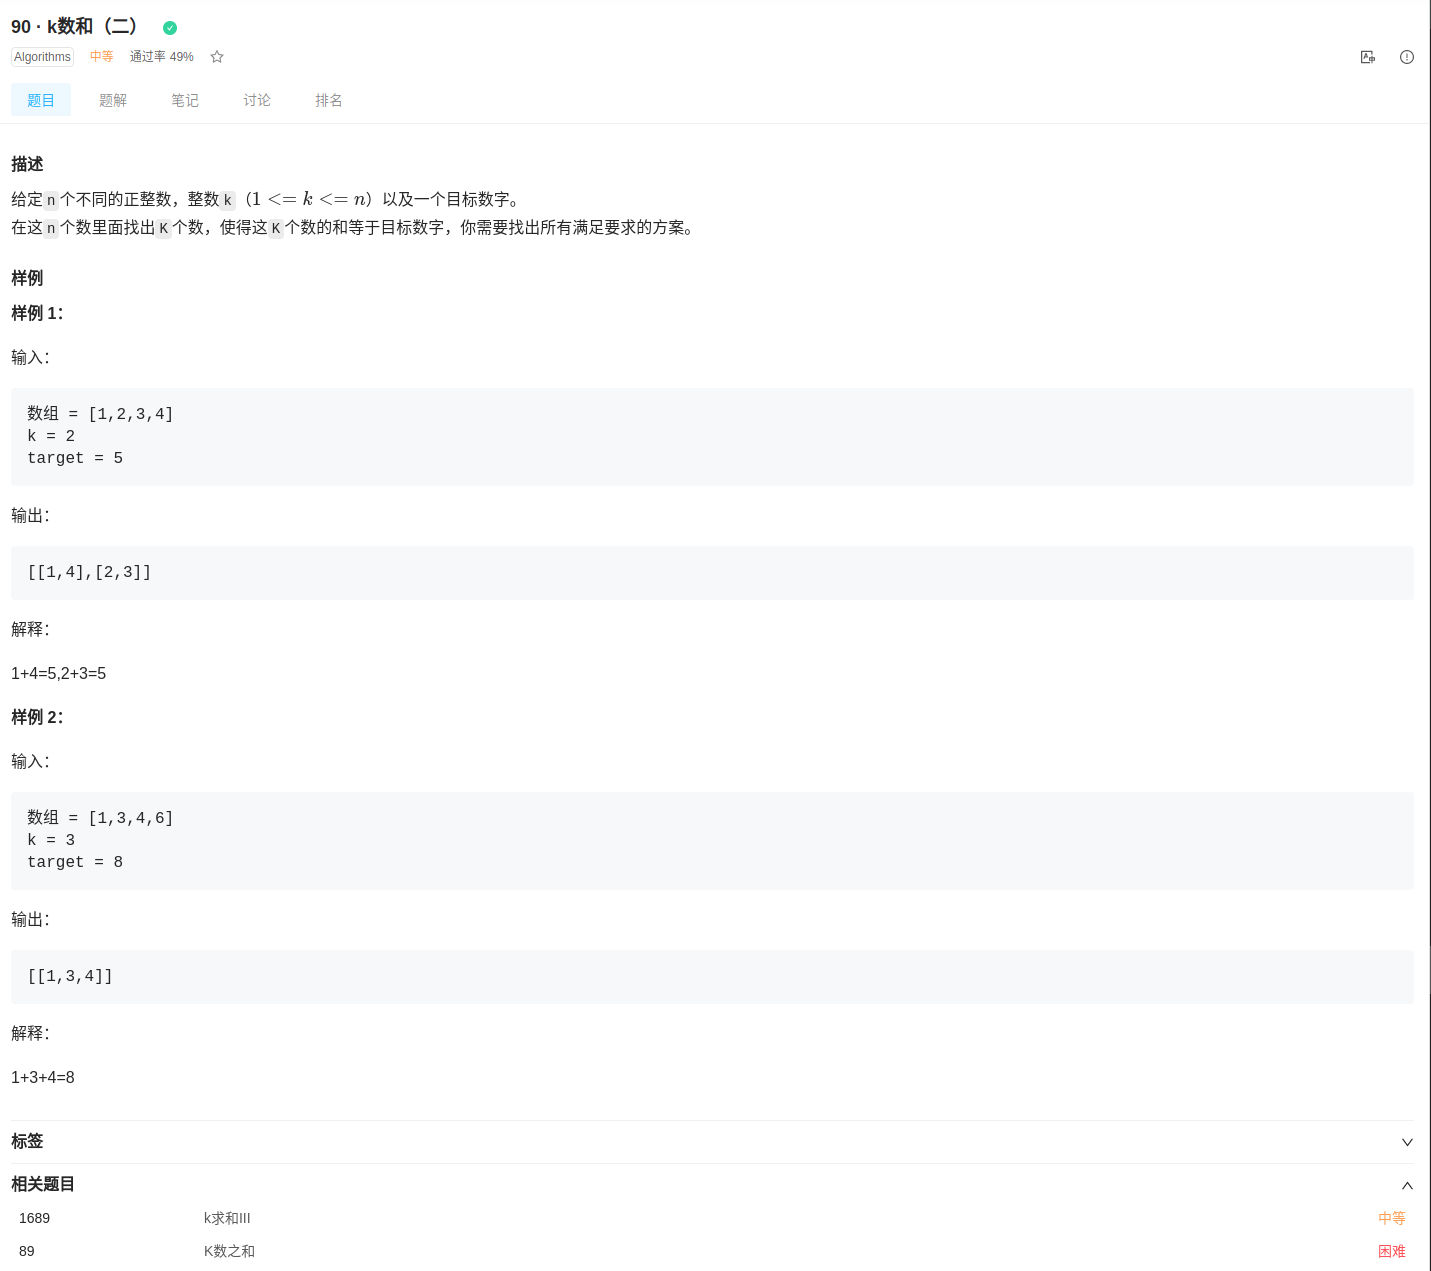 90 · k数和（二）
Algorithms 中等 通过率 49%
题目 题解 笔记 讨论 排名
描述
给定n个不同的正整数，整数k（1 <= k <= n）以及一个目标数字。
在这n个数里面找出K个数，使得这K个数的和等于目标数字，你需要找出所有满足要求的方案。
样例
样例 1：
输入：
数组 = [1,2,3,4]
k = 2
target = 5
输出：
[[1,4],[2,3]]
解释：
1+4=5,2+3=5
样例 2：
输入：
数组 = [1,3,4,6]
k = 3
target = 8
输出：
[[1,3,4]]
解释：
1+3+4=8
标签
相关题目
1689 k求和III 中等
89 K数之和 困难